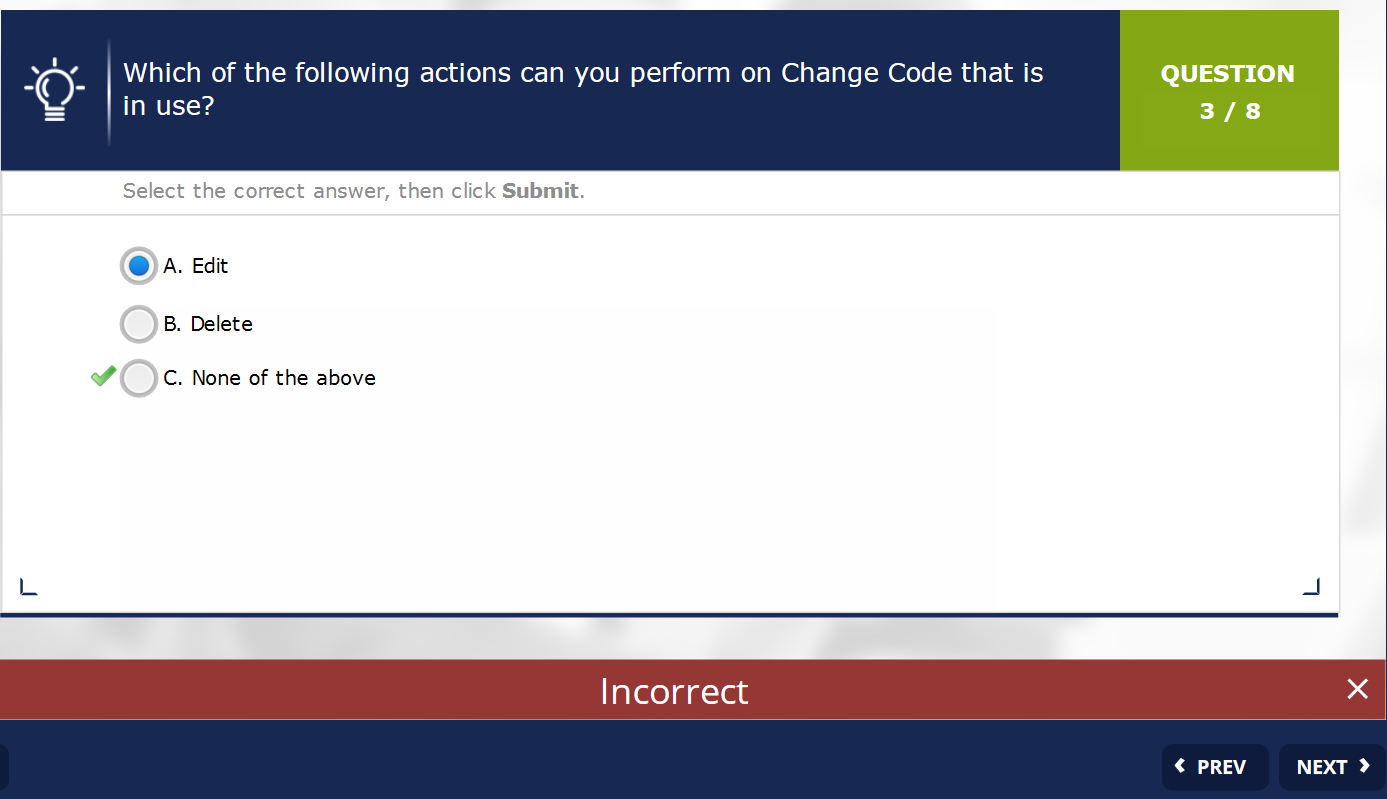 Which of the following actions can you perform on Change Code that is
in use?
QUESTION
3 / 8
Select the correct answer, then click Submit.
A. Edit
B. Delete
C. None of the above
Incorrect
PREV
NEXT